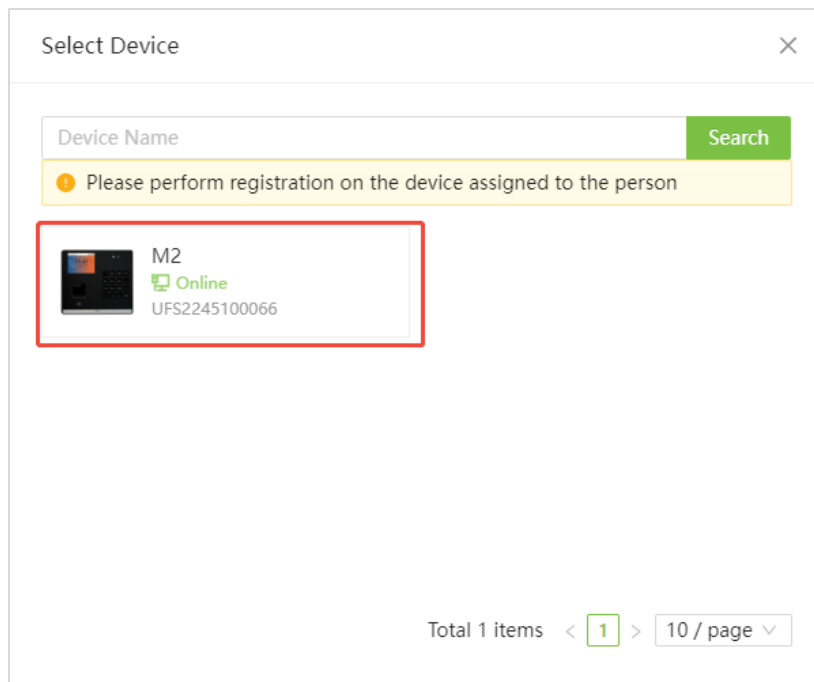 Select Device
Device Name
Search
Please perform registration on the device assigned to the person
M2
Online
UFS2245100066
Total 1 items < 1 > 10 / page